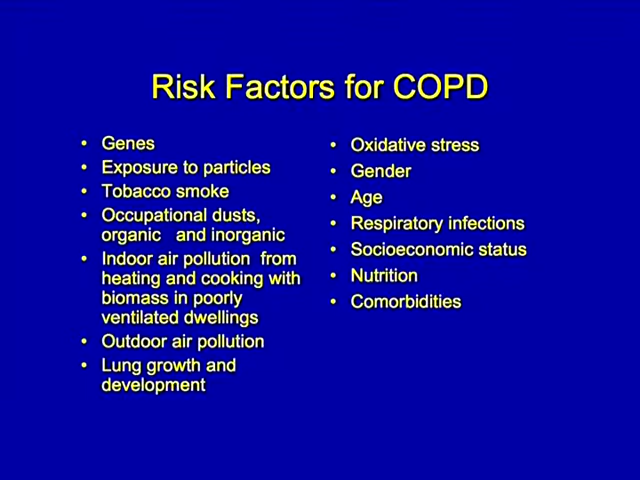 Risk Factors for COPD
• Genes
• Exposure to particles
• Tobacco smoke
• Occupational dusts,
organic and inorganic
• Indoor air pollution from
heating and cooking with
biomass in poorly
ventilated dwellings
• Outdoor air pollution
• Lung growth and
development
• Oxidative stress
• Gender
• Age
• Respiratory infections
• Socioeconomic status
• Nutrition
• Comorbidities